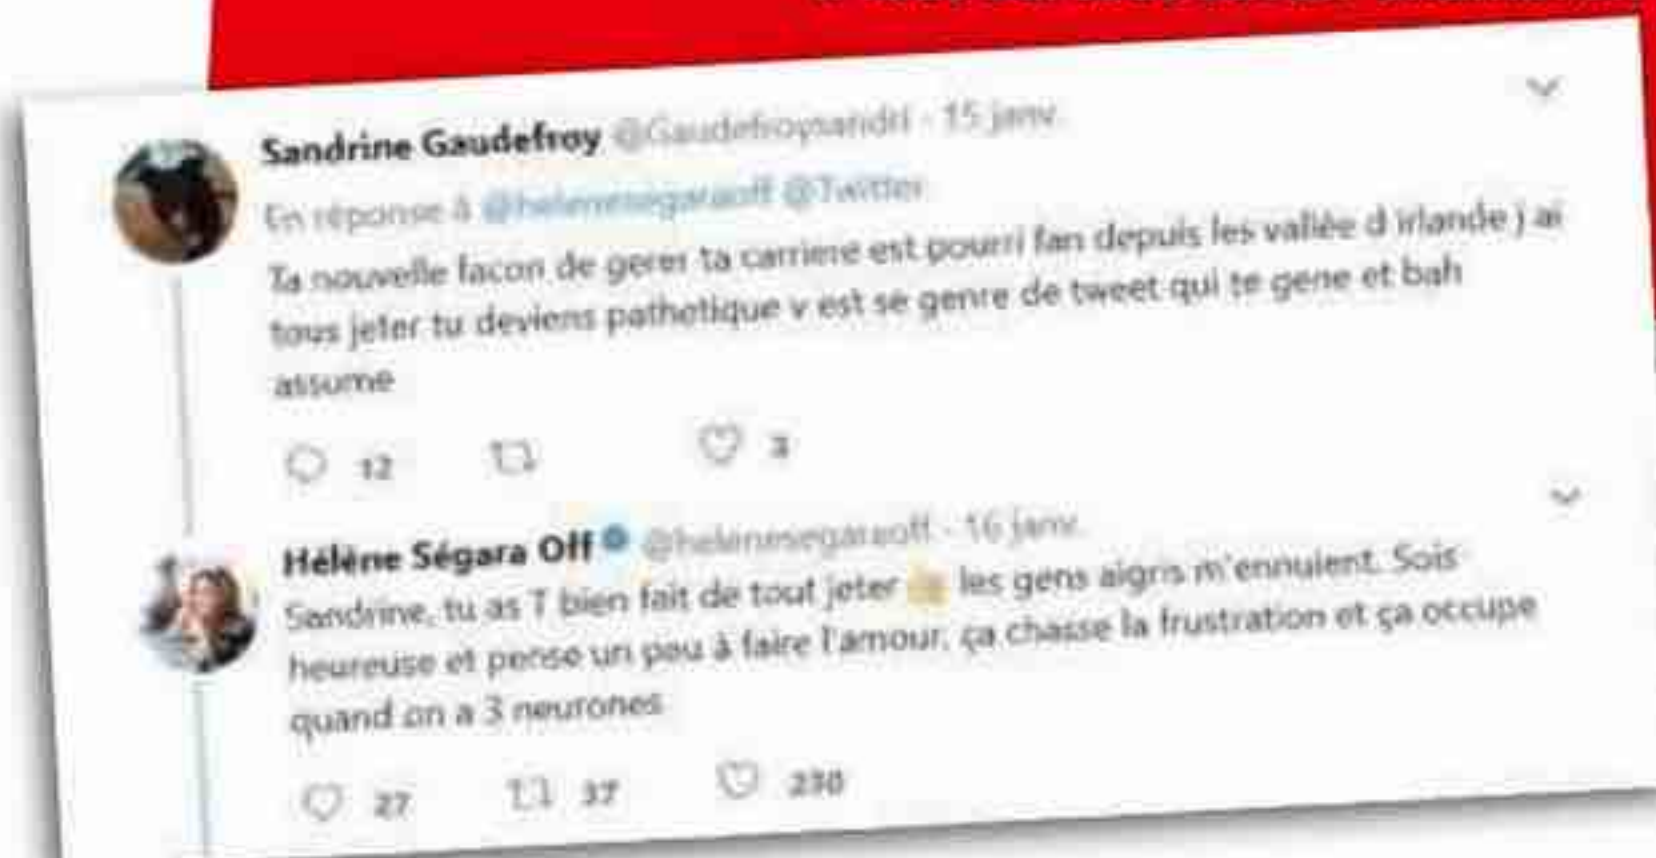 Sandrine Gaudefroy @Gaudefroysandri - 15 janv.
En réponse à @helenesegaraoff @Twitter
Ta nouvelle facon de gerer ta carriere est pourri fan depuis les vallée d irlande j ai
tous jeter tu deviens pathetique v est se genre de tweet qui te gene et bah
assume
12 3
Hélène Ségara Off @helenesegaraoff - 16 janv.
Sandrine, tu as T bien fait de tout jeter les gens aigris m'ennuient. Sois
heureuse et pense un peu à faire l'amour, ça chasse la frustration et ça occupe
quand on a 3 neurones
27 37 230